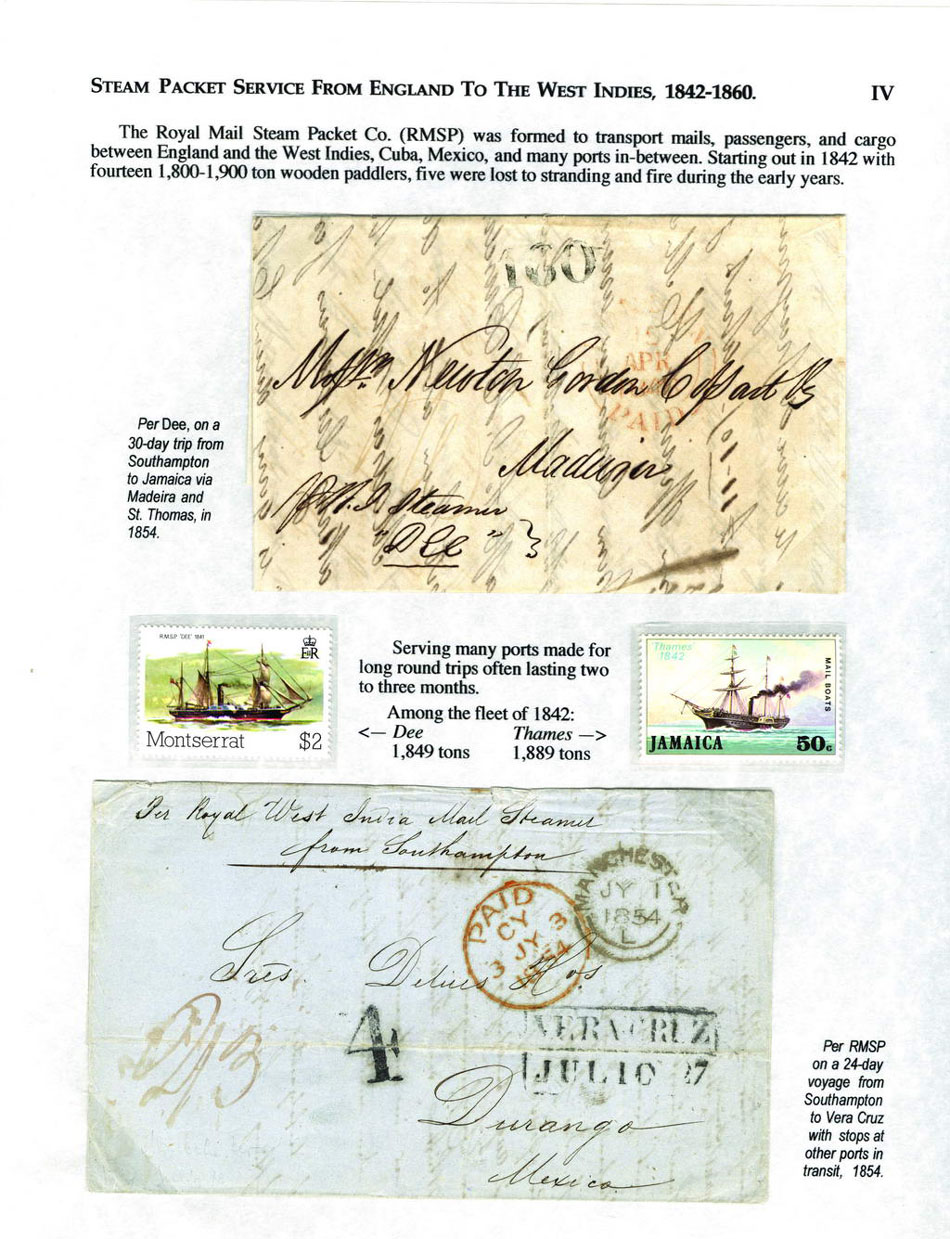 STEAM PACKET SERVICE FROM ENGLAND TO THE WEST INDIES, 1842-1860.
IV
The Royal Mail Steam Packet Co. (RMSP) was formed to transport mails, passengers, and cargo
between England and the West Indies, Cuba, Mexico, and many ports in-between. Starting out in 1842 with
fourteen 1,800-1,900 ton wooden paddlers, five were lost to stranding and fire during the early years.
130
15
APR
PAID
Messrs Newton Gordon Cossart & Co
Madeira
p W. I. Steamer
"Dee"
Per Dee, on a
30-day trip from
Southampton
to Jamaica via
Madeira and
St. Thomas, in
1854.
R.M.S.P. 'DEE' 1841
EIIR
Montserrat $2
Serving many ports made for
long round trips often lasting two
to three months.
Among the fleet of 1842:
<— Dee Thames —>
1,849 tons 1,889 tons
Thames
1842
MAIL BOATS
JAMAICA 50c
Per Royal West India Mail Steamer
from Southampton
MANCHESTER
JY 1
1854
L
PAID
CY
3 JY 3
1854
Sres. Delius Hos
2/3
4
VERACRUZ
JULIO 27
Durango
Mexico
Per RMSP
on a 24-day
voyage from
Southampton
to Vera Cruz
with stops at
other ports in
transit, 1854.